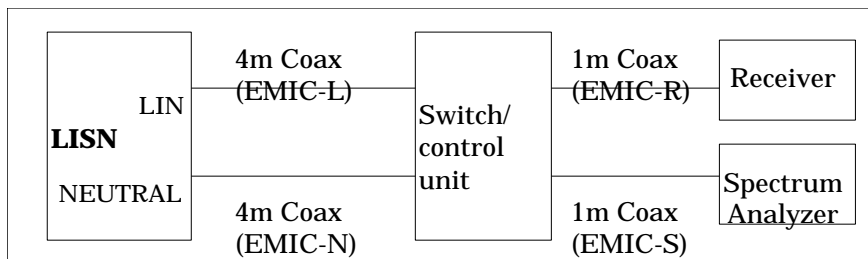 4m Coax
(EMIC-L)
1m Coax
(EMIC-R)
Receiver
LIN
LISN
NEUTRAL
Switch/
control
unit
4m Coax
(EMIC-N)
1m Coax
(EMIC-S)
Spectrum
Analyzer